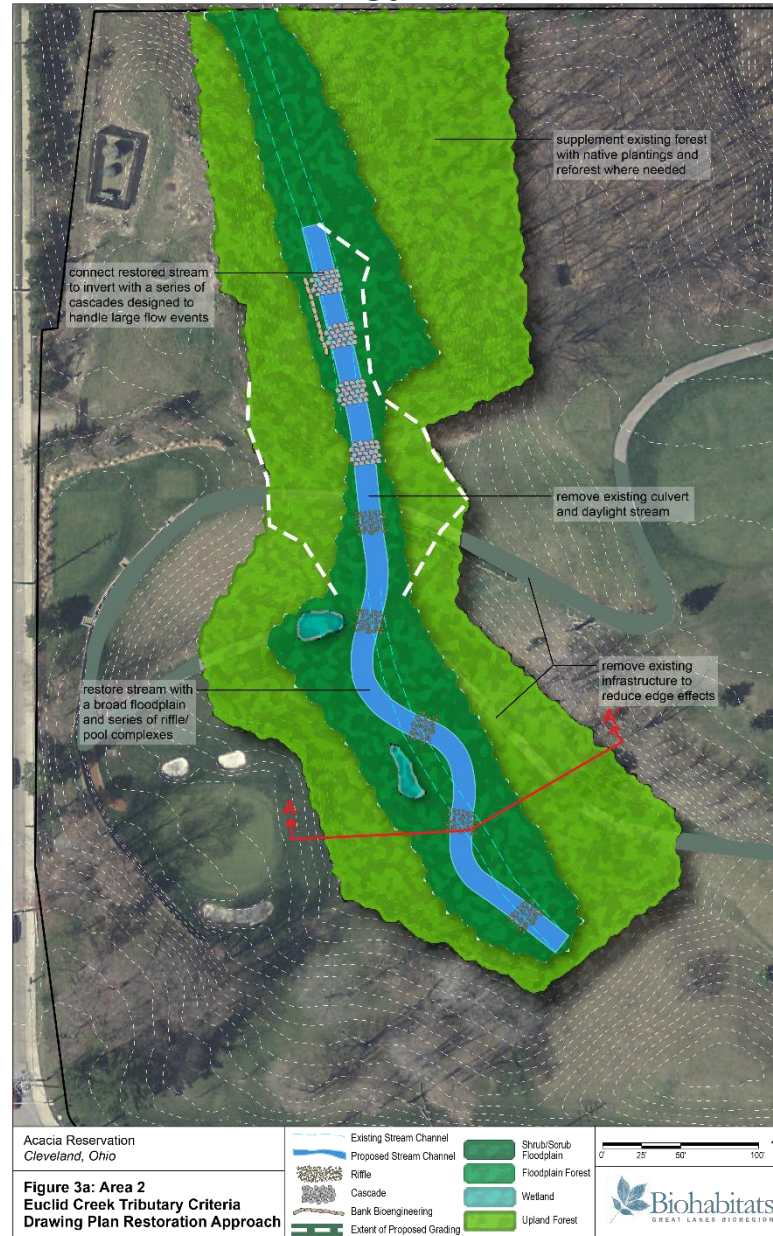 supplement existing forest
with native plantings and
reforest where needed
connect restored stream
to invert with a series of
cascades designed to
handle large flow events
remove existing culvert
and daylight stream
remove existing
infrastructure to
reduce edge effects
restore stream with
a broad floodplain
and series of riffle/
pool complexes
A
A'
Acacia Reservation
Cleveland, Ohio
Figure 3a: Area 2
Euclid Creek Tributary Criteria
Drawing Plan Restoration Approach
Existing Stream Channel
Proposed Stream Channel
Riffle
Cascade
Bank Bioengineering
Extent of Proposed Grading
Shrub/Scrub
Floodplain
Floodplain Forest
Wetland
Upland Forest
0' 25' 50' 100'
Biohabitats
GREAT LAKES BIOREGION